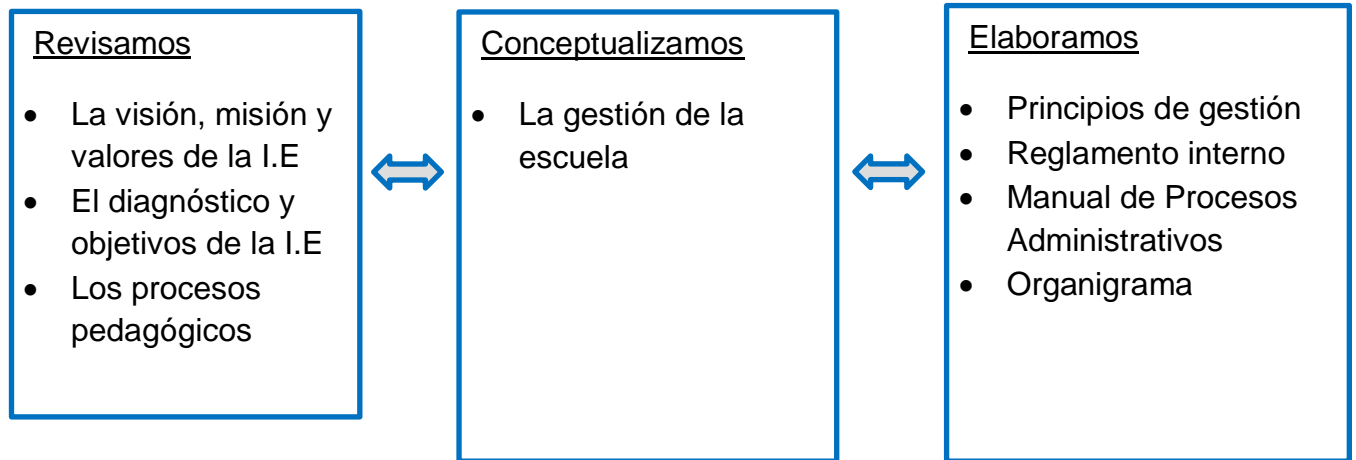 Revisamos
• La visión, misión y
valores de la I.E
• El diagnóstico y
objetivos de la I.E
• Los procesos
pedagógicos
Conceptualizamos
• La gestión de la
escuela
Elaboramos
• Principios de gestión
• Reglamento interno
• Manual de Procesos
Administrativos
• Organigrama